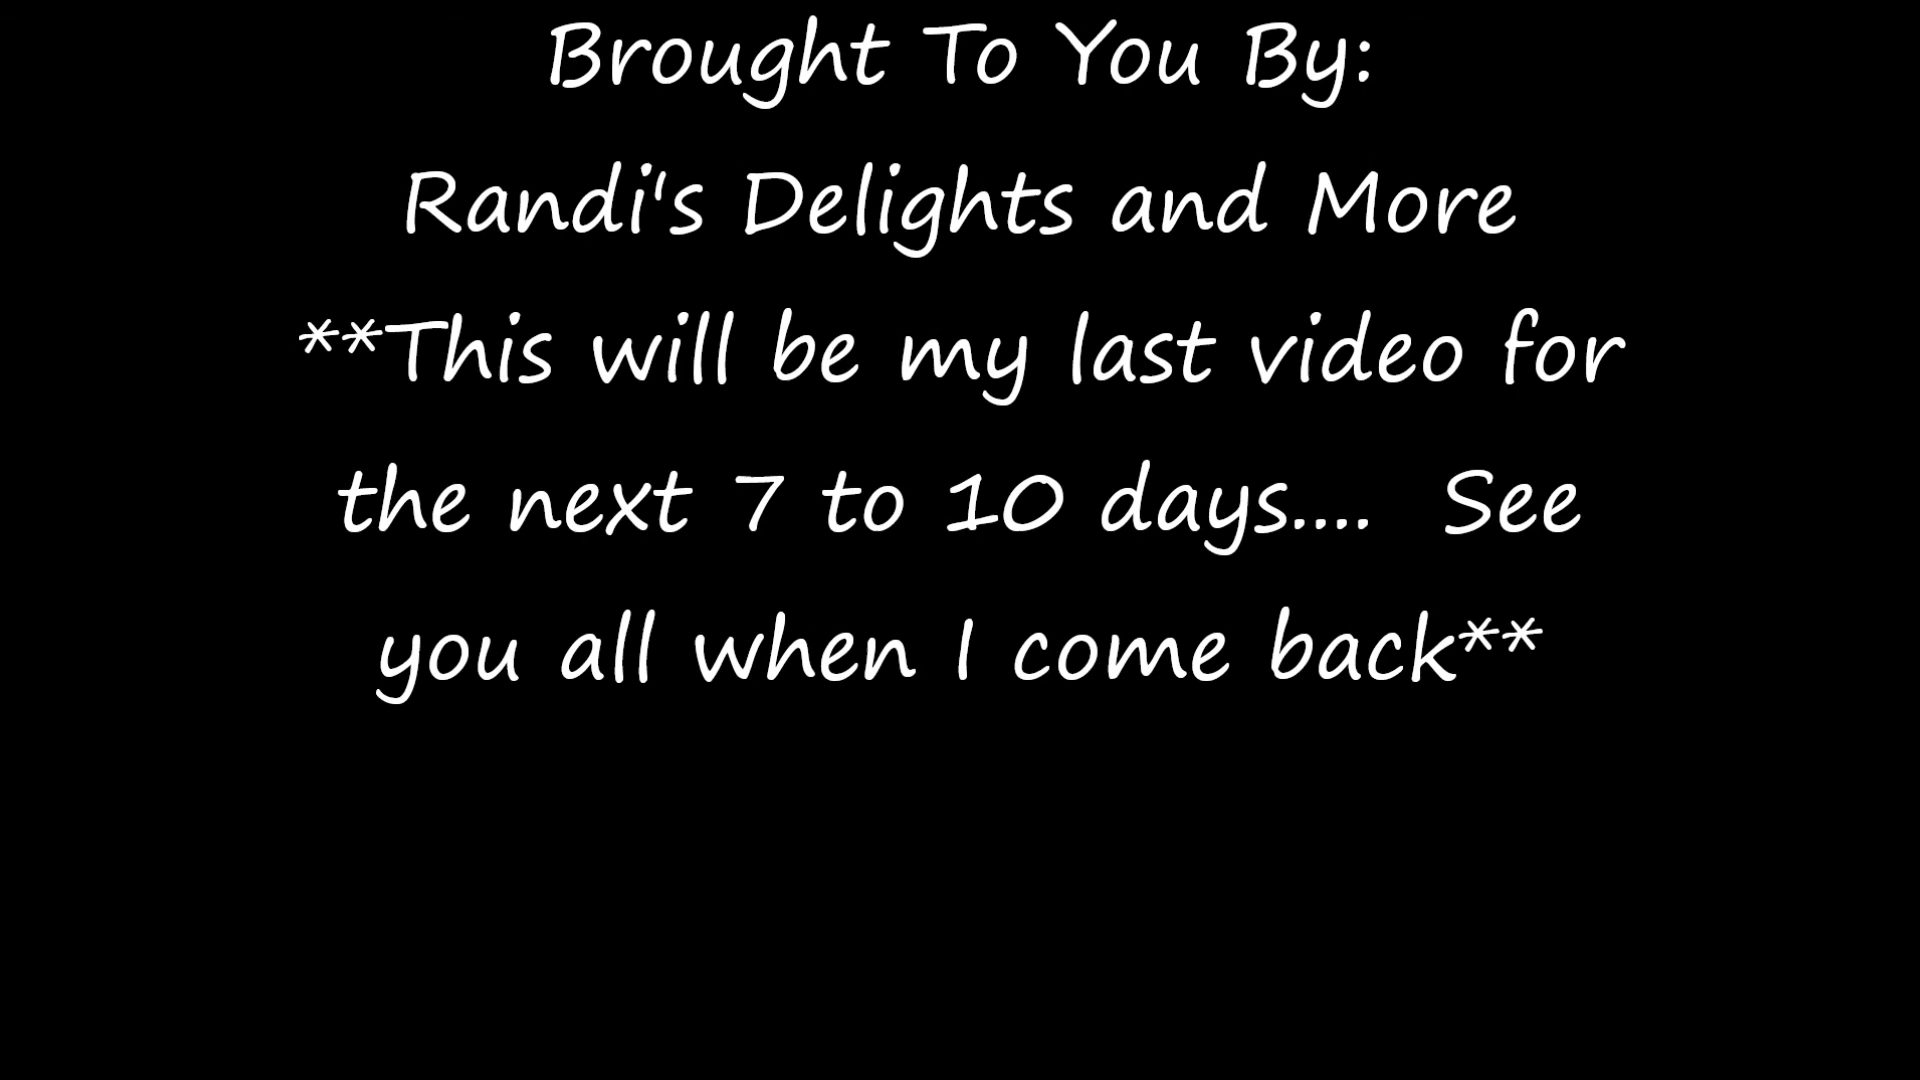 Brought To You By:
Randi's Delights and More
**This will be my last video for
the next 7 to 10 days....  See
you all when I come back**